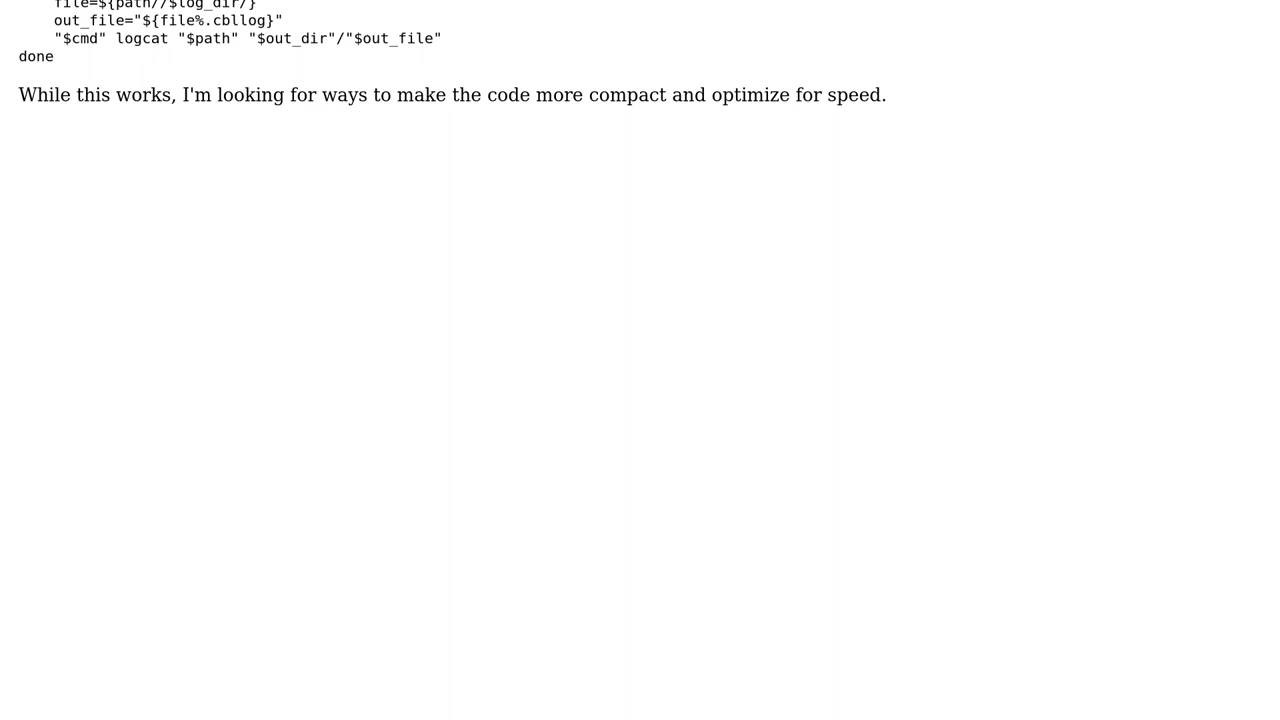 file=${path//$log_dir/}
out_file="${file%.cbllog}"
"$cmd" logcat "$path" "$out_dir"/"$out_file"
done
While this works, I'm looking for ways to make the code more compact and optimize for speed.